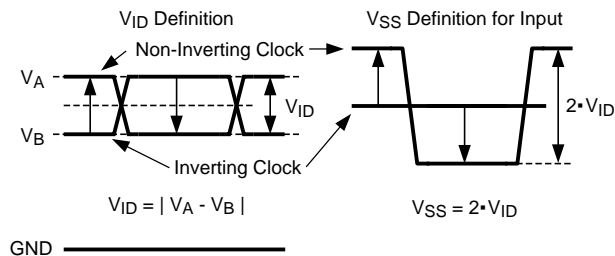 VID Definition
VSS Definition for Input
Non-Inverting Clock
VA
VB
VID
2▪VID
Inverting Clock
VID = | VA - VB |
VSS = 2▪VID
GND